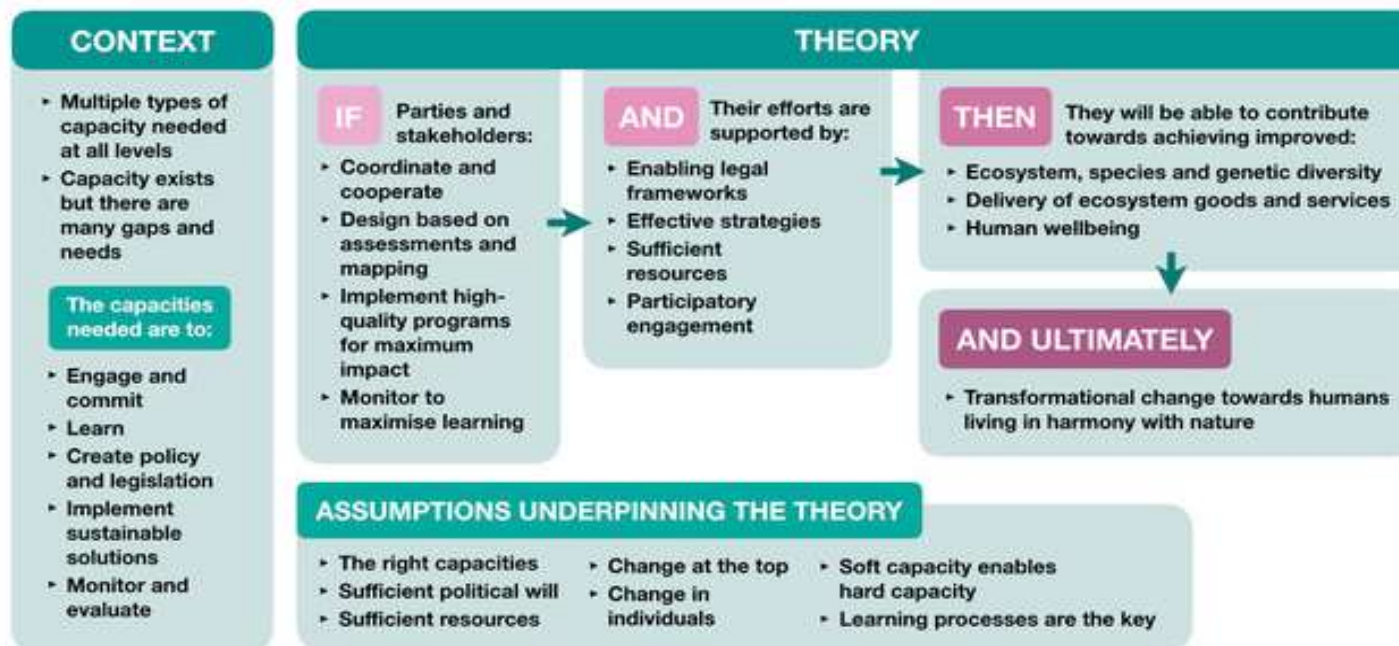 CONTEXT
▸ Multiple types of
capacity needed
at all levels
▸ Capacity exists
but there are
many gaps and
needs
The capacities
needed are to:
▸ Engage and
commit
▸ Learn
▸ Create policy
and legislation
▸ Implement
sustainable
solutions
▸ Monitor and
evaluate
THEORY
IF
Parties and
stakeholders:
▸ Coordinate and
cooperate
▸ Design based on
assessments and
mapping
▸ Implement high-
quality programs
for maximum
impact
▸ Monitor to
maximise learning
AND
Their efforts are
supported by:
▸ Enabling legal
frameworks
▸ Effective strategies
▸ Sufficient
resources
▸ Participatory
engagement
THEN
They will be able to contribute
towards achieving improved:
▸ Ecosystem, species and genetic diversity
▸ Delivery of ecosystem goods and services
▸ Human wellbeing
AND ULTIMATELY
▸ Transformational change towards humans
living in harmony with nature
ASSUMPTIONS UNDERPINNING THE THEORY
▸ The right capacities
▸ Sufficient political will
▸ Sufficient resources
▸ Change at the top
▸ Change in
individuals
▸ Soft capacity enables
hard capacity
▸ Learning processes are the key